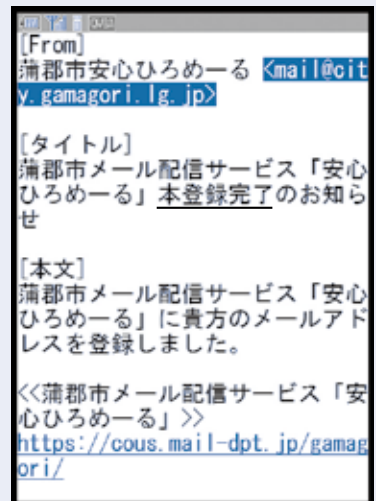 [From]
蒲郡市安心ひろめーる <mail@cit
y.gamagori.lg.jp>
[タイトル]
蒲郡市メール配信サービス「安心
ひろめーる」本登録完了のお知ら
せ
[本文]
蒲郡市メール配信サービス「安心
ひろめーる」に貴方のメールアド
レスを登録しました。
<<蒲郡市メール配信サービス「安
心ひろめーる」>>
https://cous.mail-dpt.jp/gamag
ori/